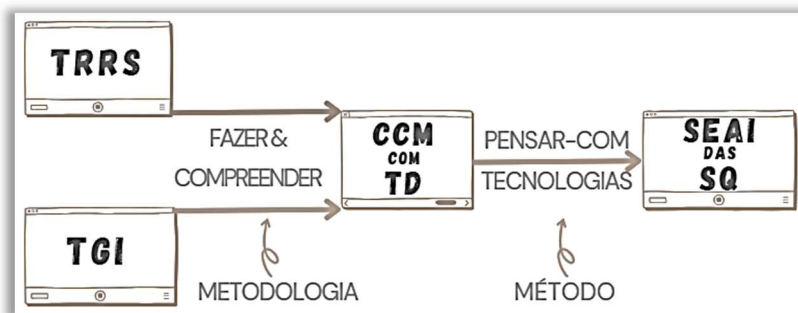 TRRS
FAZER &
COMPREENDER
TGI
METODOLOGIA
CCM
COM
TD
PENSAR-COM
TECNOLOGIAS
MÉTODO
SEAI
DAS
SQ